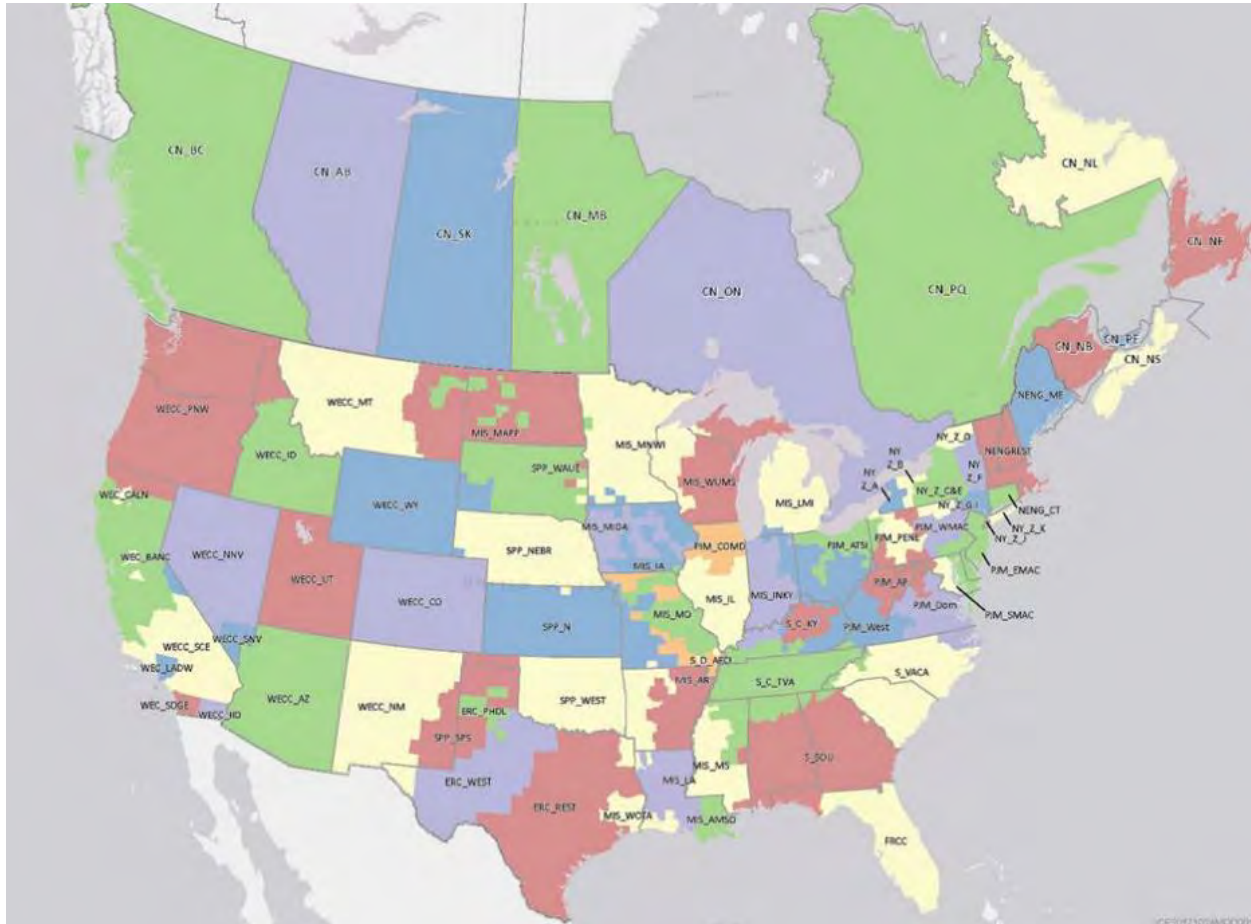 CN_BC
CN_AB
CN_SK
CN_MB
CN_ON
CN_PQ
CN_NL
CN_NF
CN_NB
CN_PE
CN_NS
NENG_ME
WECC_PNW
WECC_MT
MIS_MAPP
MIS_MNWI
NY_Z_D
NENGREST
NY
Z_B
NY
Z_F
NY
Z_A
NY_Z_C&E
WECC_ID
SPP_WAUE
MIS_WUMS
MIS_LMI
NENG_CT
NY_Z_G-I
NY_Z_K
NY_Z_J
WEC_CALN
WECC_WY
MIS_MIDA
PJM_COMD
PJM_ATSI
PJM_PENE
PJM_WMAC
PJM_EMAC
WEC_BANC
WECC_NNV
WECC_UT
WECC_CO
SPP_NEBR
MIS_IA
MIS_IL
MIS_INKY
PJM_AP
PJM_Dom
PJM_SMAC
WECC_SNV
SPP_N
MIS_MO
S_C_KY
PJM_West
WECC_SCE
WEC_LADW
S_D_AECI
MIS_AR
S_C_TVA
S_VACA
WEC_SDGE
WECC_IID
WECC_AZ
WECC_NM
SPP_WEST
ERC_PHDL
SPP_SPS
ERC_WEST
MIS_LA
MIS_MS
S_SOU
ERC_REST
MIS_WOTA
MIS_AMSO
FRCC